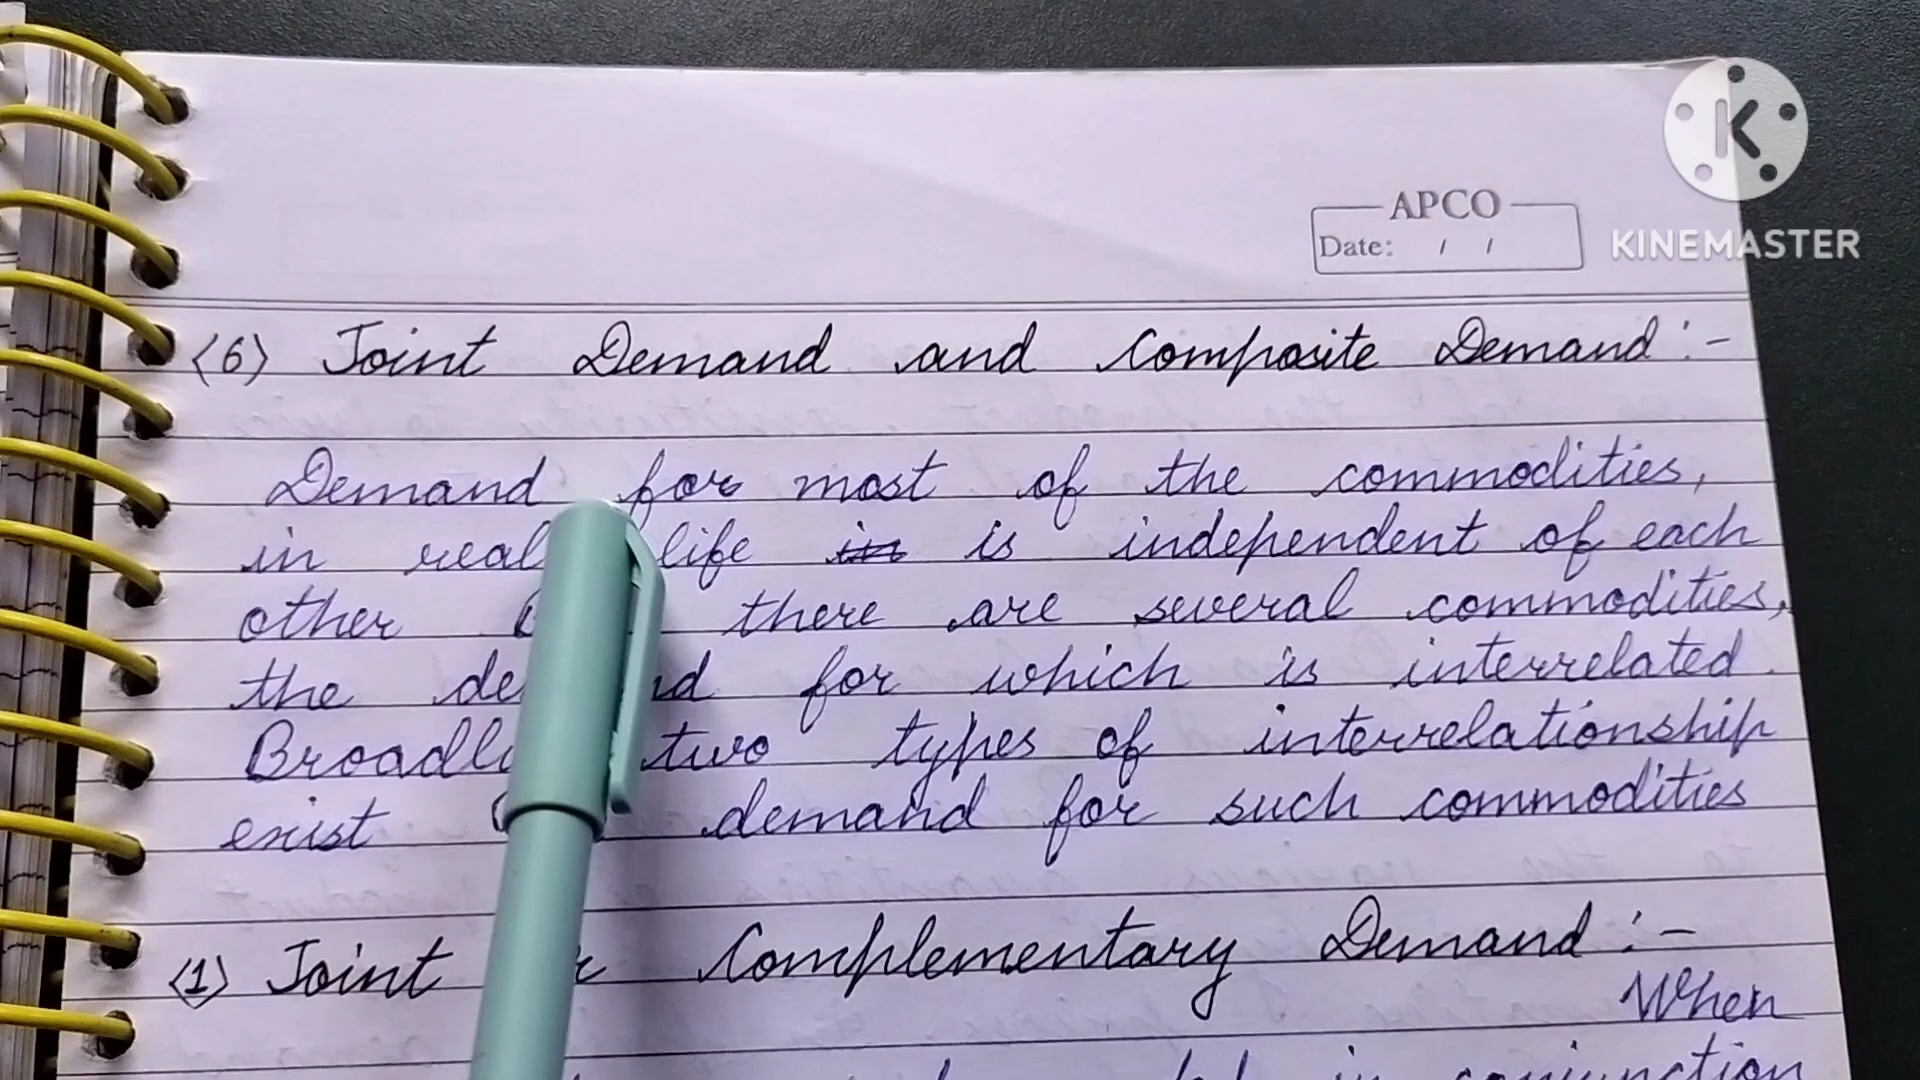 APCO
Date: / /
KINEMASTER
(6) Joint Demand and Composite Demand :-
Demand for most of the commodities,
in real life is independent of each
other there are several commodities,
the for which is interrelated.
two types of interrelationship
exist demand for such commodities
(1) Joint Complementary Demand :-
When
in conjunction